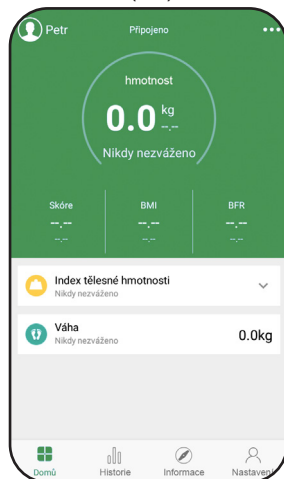 Petr
Připojeno
hmotnost
0.0 kg
--.--
Nikdy nezváženo
Skóre BMI BFR
--.-- --.-- --.--
--.-- --.-- --.--
Index tělesné hmotnosti
Nikdy nezváženo
Váha
Nikdy nezváženo
0.0kg
Domů Historie Informace Nastavení